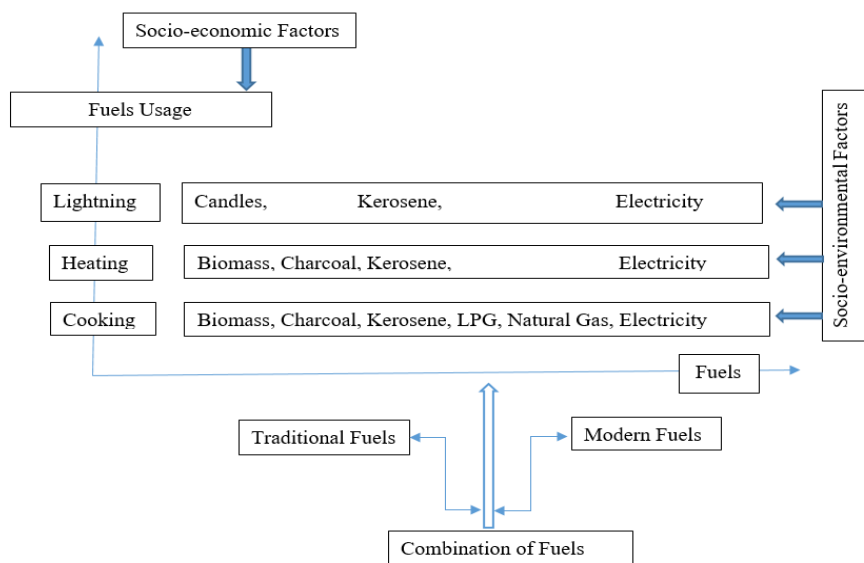 Socio-economic Factors
Fuels Usage
Socio-environmental Factors
Lightning
Candles, Kerosene, Electricity
Heating
Biomass, Charcoal, Kerosene, Electricity
Cooking
Biomass, Charcoal, Kerosene, LPG, Natural Gas, Electricity
Fuels
Traditional Fuels
Modern Fuels
Combination of Fuels